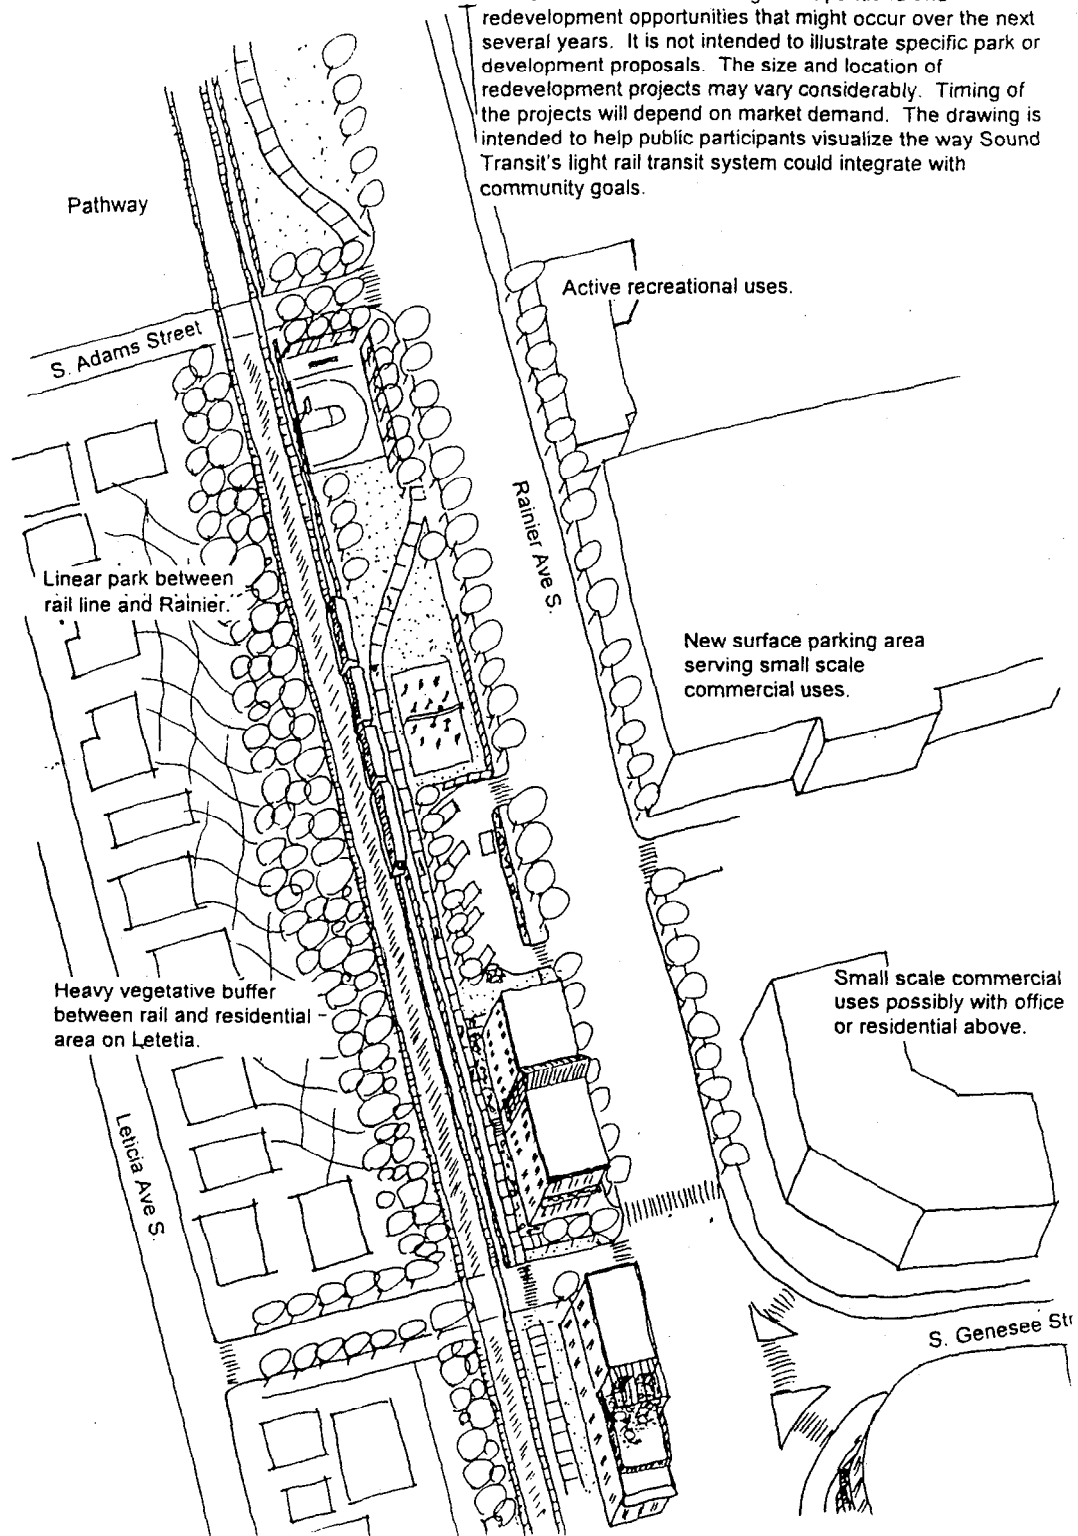 redevelopment opportunities that might occur over the next
several years. It is not intended to illustrate specific park or
development proposals. The size and location of
redevelopment projects may vary considerably. Timing of
the projects will depend on market demand. The drawing is
intended to help public participants visualize the way Sound
Transit's light rail transit system could integrate with
community goals.
Pathway
Active recreational uses.
S. Adams Street
Rainier Ave S.
Linear park between
rail line and Rainier.
New surface parking area
serving small scale
commercial uses.
Heavy vegetative buffer
between rail and residential
area on Letetia.
Small scale commercial
uses possibly with office
or residential above.
Leticia Ave S.
S. Genesee Str